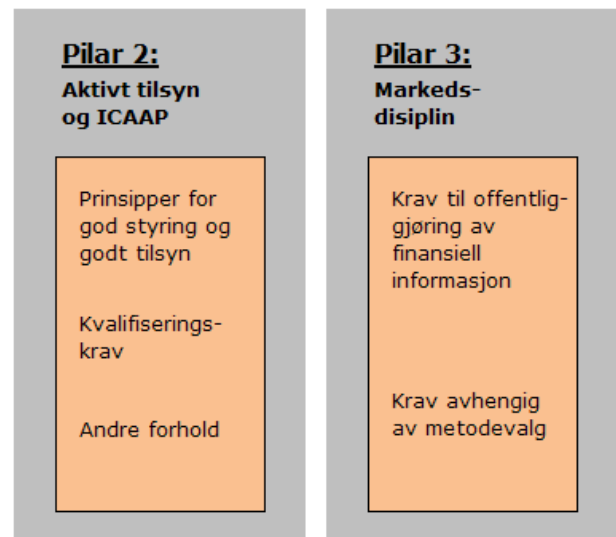 Pilar 2:
Aktivt tilsyn
og ICAAP
Prinsipper for
god styring og
godt tilsyn
Kvalifiserings-
krav
Andre forhold
Pilar 3:
Markeds-
disiplin
Krav til offentlig-
gjøring av
finansiell
informasjon
Krav avhengig
av metodevalg